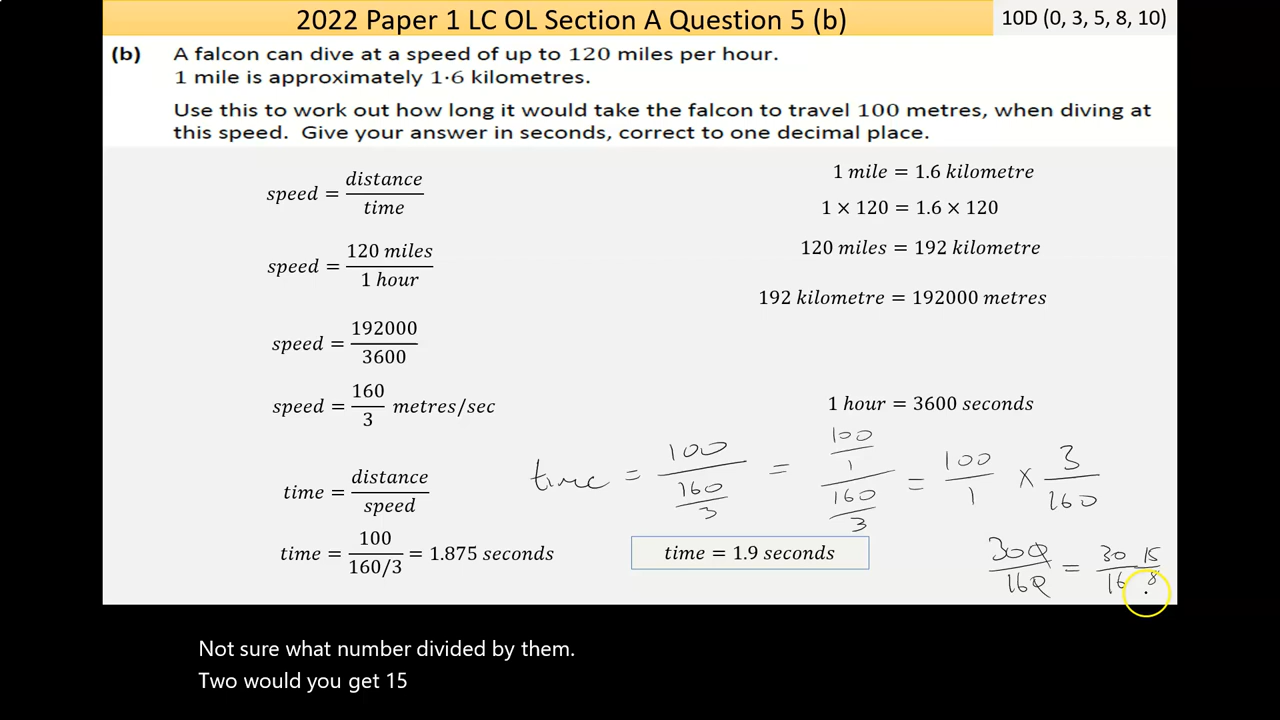 2022 Paper 1 LC OL Section A Question 5 (b)
10D (0, 3, 5, 8, 10)
(b) A falcon can dive at a speed of up to 120 miles per hour.
1 mile is approximately 1·6 kilometres.
Use this to work out how long it would take the falcon to travel 100 metres, when diving at
this speed. Give your answer in seconds, correct to one decimal place.
speed = distance/time
1 mile = 1.6 kilometre
1 × 120 = 1.6 × 120
speed = 120 miles/1 hour
120 miles = 192 kilometre
192 kilometre = 192000 metres
speed = 192000/3600
speed = 160/3 metres/sec
1 hour = 3600 seconds
time = distance/speed
time = 100/(160/3) = (100/1)/(160/3) = 100/1 × 3/160
time = 100/(160/3) = 1.875 seconds
time = 1.9 seconds
300/160 = 30/16 15/8
Not sure what number divided by them.
Two would you get 15